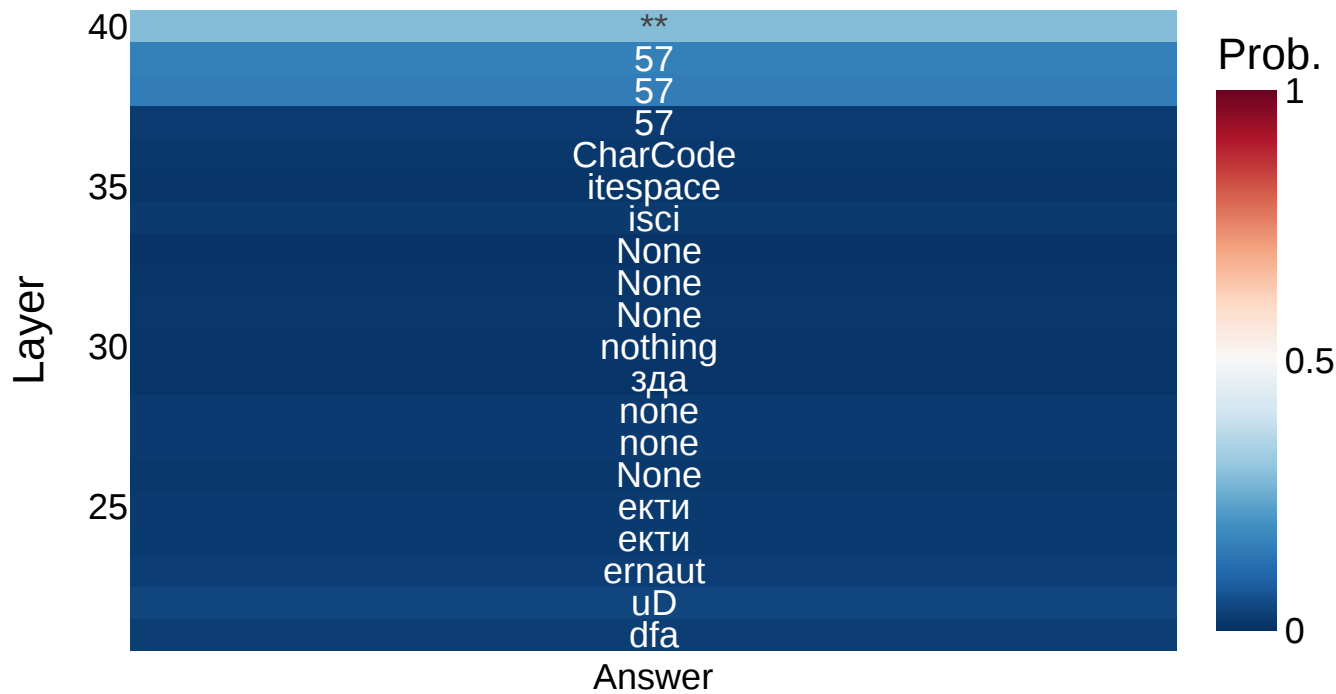 40
**
57
57
57
CharCode
35
itespace
isci
None
None
None
30
nothing
зда
none
none
None
25
екти
екти
ernaut
uD
dfa
Answer
Layer
Prob.
1
0.5
0